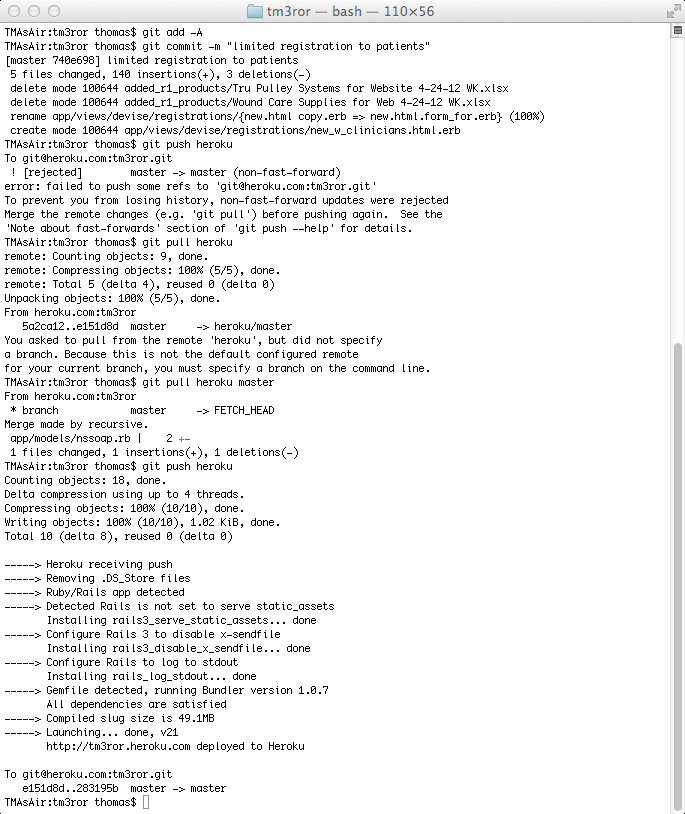 tm3ror — bash — 110×56
TMAsAir:tm3ror thomas$ git add -A
TMAsAir:tm3ror thomas$ git commit -m "limited registration to patients"
[master 740e698] limited registration to patients
 5 files changed, 140 insertions(+), 3 deletions(-)
 delete mode 100644 added_r1_products/Tru Pulley Systems for Website 4-24-12 WK.xlsx
 delete mode 100644 added_r1_products/Wound Care Supplies for Web 4-24-12 WK.xlsx
 rename app/views/devise/registrations/{new.html copy.erb => new.html.form_for.erb} (100%)
 create mode 100644 app/views/devise/registrations/new_w_clinicians.html.erb
TMAsAir:tm3ror thomas$ git push heroku
To git@heroku.com:tm3ror.git
 ! [rejected]        master -> master (non-fast-forward)
error: failed to push some refs to 'git@heroku.com:tm3ror.git'
To prevent you from losing history, non-fast-forward updates were rejected
Merge the remote changes (e.g. 'git pull') before pushing again.  See the
'Note about fast-forwards' section of 'git push --help' for details.
TMAsAir:tm3ror thomas$ git pull heroku
remote: Counting objects: 9, done.
remote: Compressing objects: 100% (5/5), done.
remote: Total 5 (delta 4), reused 0 (delta 0)
Unpacking objects: 100% (5/5), done.
From heroku.com:tm3ror
   5a2ca12..e151d8d  master     -> heroku/master
You asked to pull from the remote 'heroku', but did not specify
a branch. Because this is not the default configured remote
for your current branch, you must specify a branch on the command line.
TMAsAir:tm3ror thomas$ git pull heroku master
From heroku.com:tm3ror
 * branch            master     -> FETCH_HEAD
Merge made by recursive.
 app/models/nssoap.rb |    2 +-
 1 files changed, 1 insertions(+), 1 deletions(-)
TMAsAir:tm3ror thomas$ git push heroku
Counting objects: 18, done.
Delta compression using up to 4 threads.
Compressing objects: 100% (10/10), done.
Writing objects: 100% (10/10), 1.02 KiB, done.
Total 10 (delta 8), reused 0 (delta 0)
-----> Heroku receiving push
-----> Removing .DS_Store files
-----> Ruby/Rails app detected
-----> Detected Rails is not set to serve static_assets
       Installing rails3_serve_static_assets... done
-----> Configure Rails 3 to disable x-sendfile
       Installing rails3_disable_x_sendfile... done
-----> Configure Rails to log to stdout
       Installing rails_log_stdout... done
-----> Gemfile detected, running Bundler version 1.0.7
       All dependencies are satisfied
-----> Compiled slug size is 49.1MB
-----> Launching... done, v21
       http://tm3ror.heroku.com deployed to Heroku
To git@heroku.com:tm3ror.git
   e151d8d..283195b  master -> master
TMAsAir:tm3ror thomas$